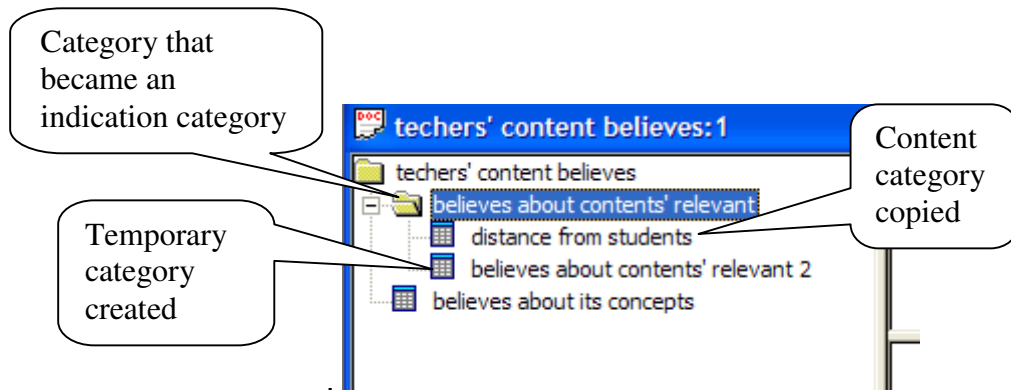 Category that
became an
indication category
DOC
techers' content believes:1
Content
category
copied
techers' content believes
believes about contents' relevant
distance from students
believes about contents' relevant 2
believes about its concepts
Temporary
category
created